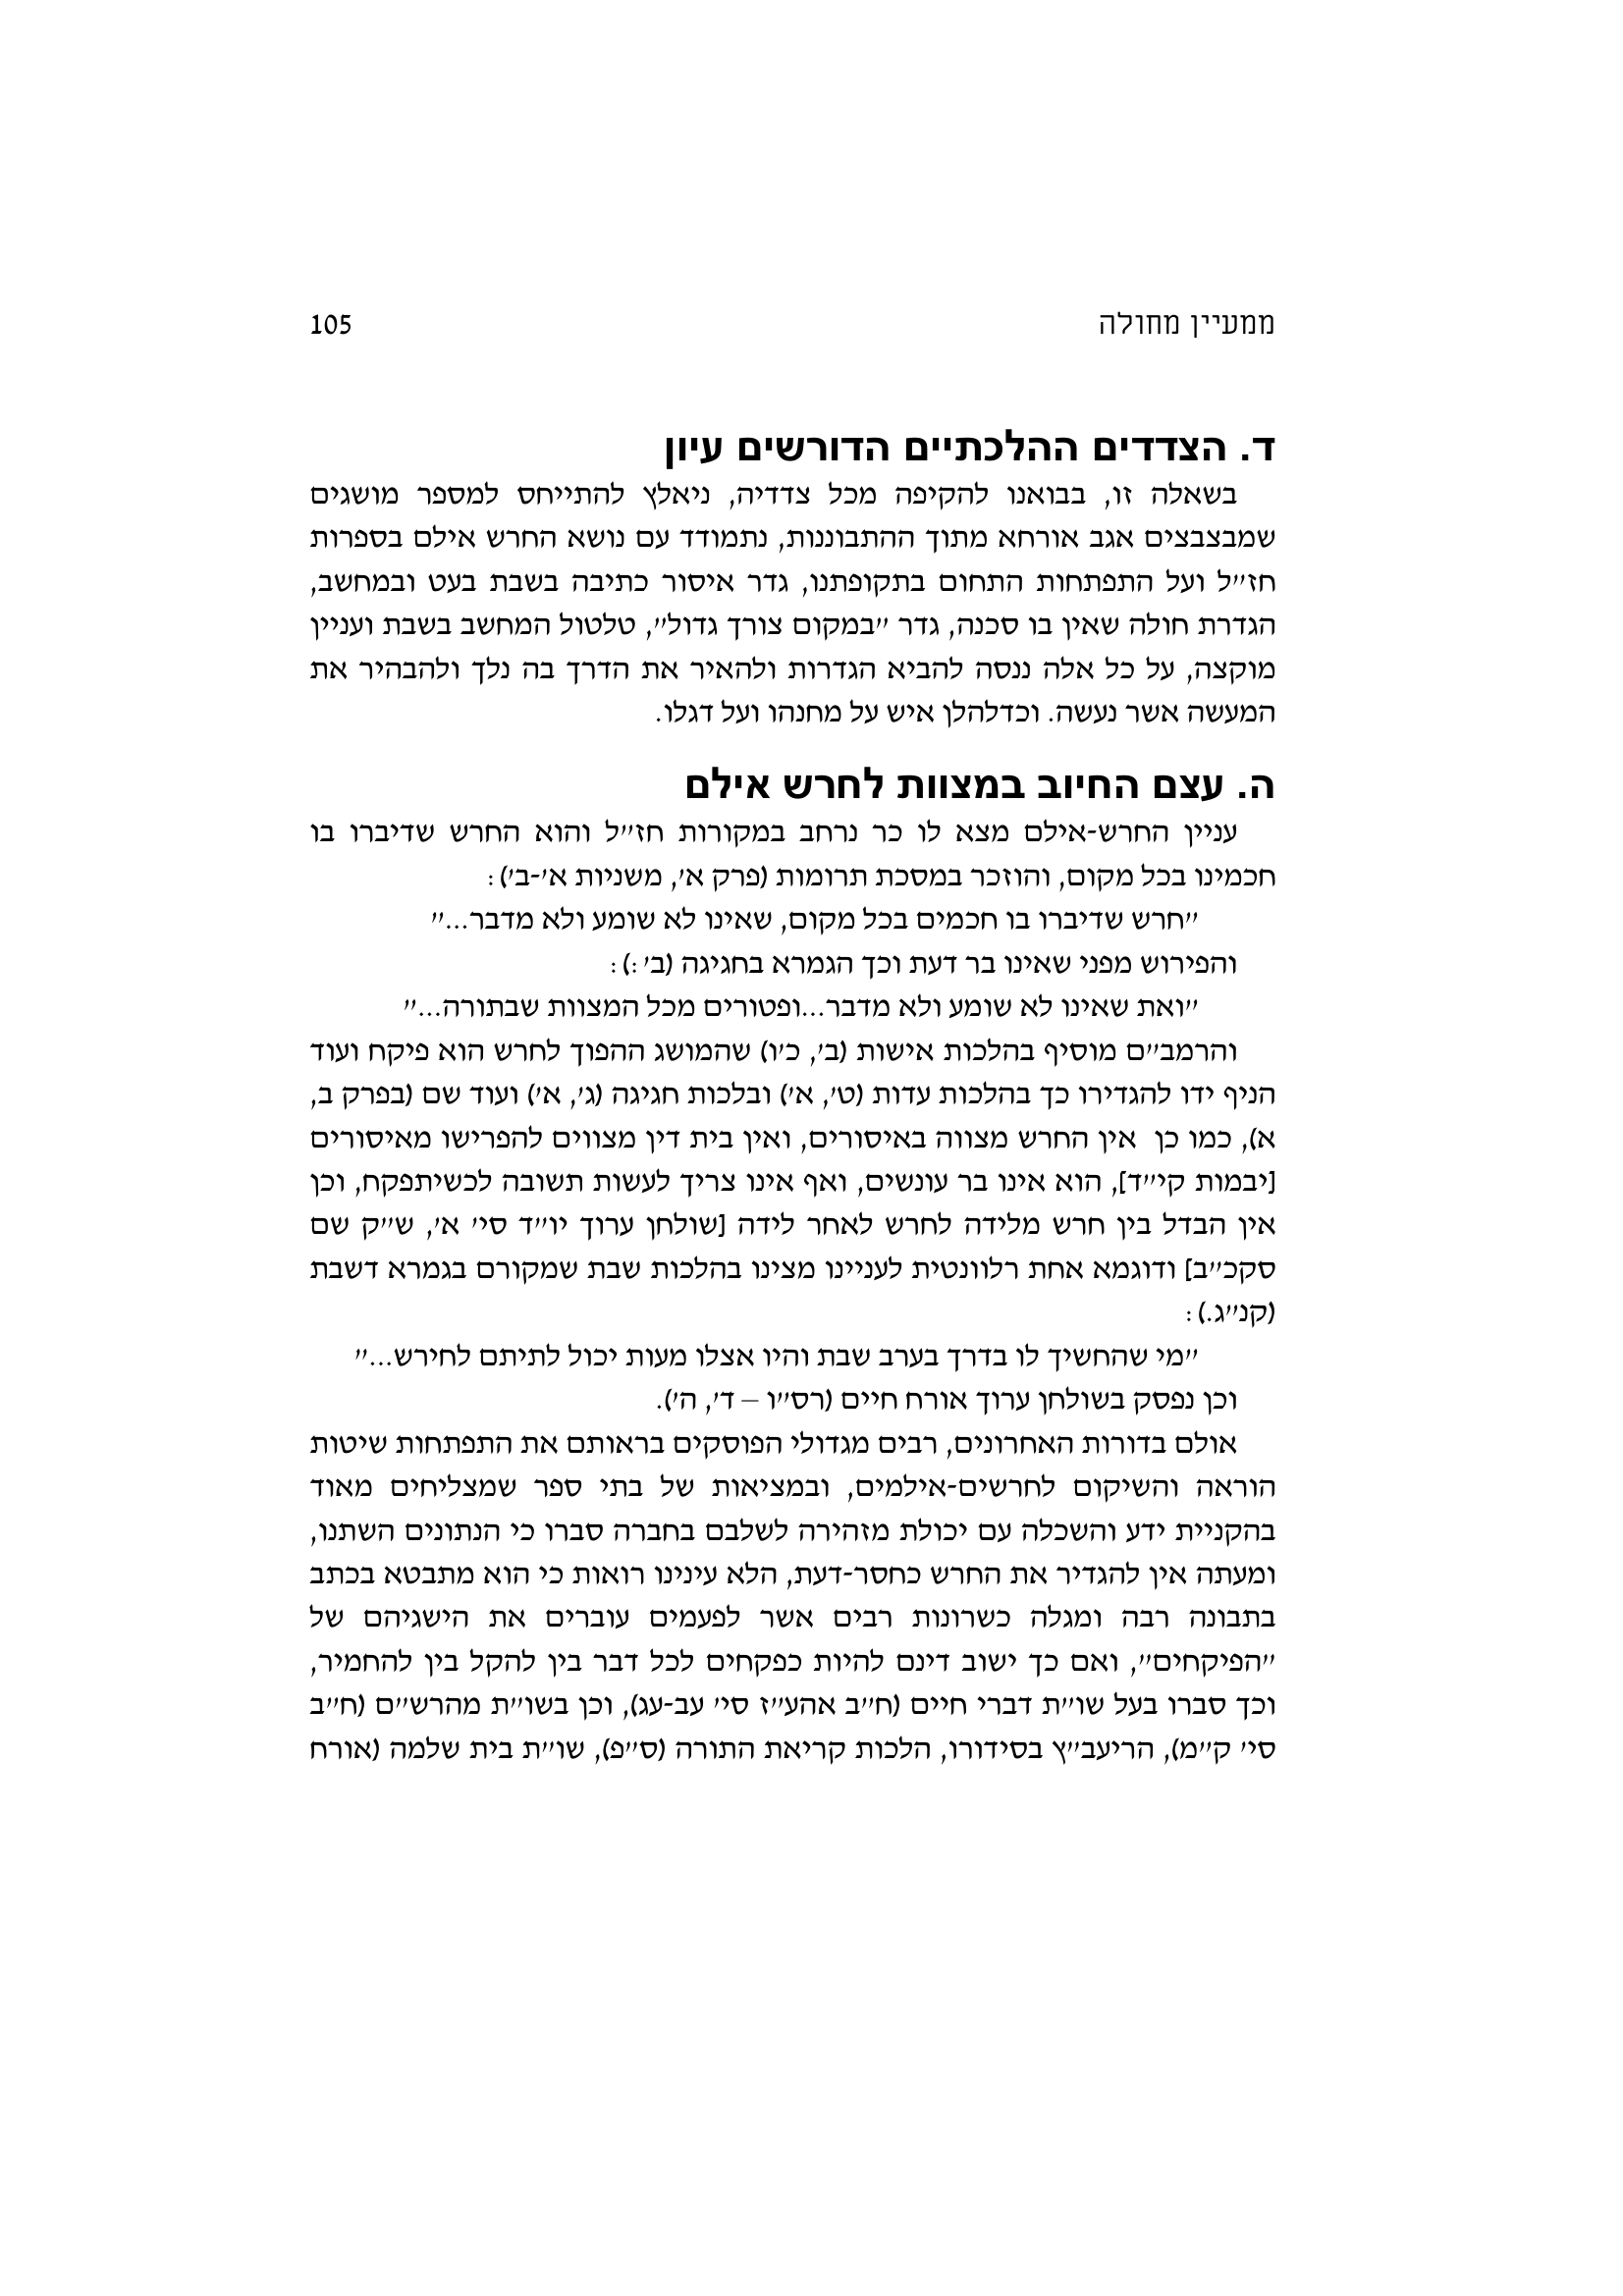 ממעיין מחולה 105
ד. הצדדים ההלכתיים הדורשים עיון
בשאלה זו, בבואנו להקיפה מכל צדדיה, ניאלץ להתייחס למספר מושגים
שמבצבצים אגב אורחא מתוך ההתבוננות, נתמודד עם נושא החרש אילם בספרות
חז״ל ועל התפתחות התחום בתקופתנו, גדר איסור כתיבה בשבת בעט ובמחשב,
הגדרת חולה שאין בו סכנה, גדר ״במקום צורך גדול״, טלטול המחשב בשבת ועניין
מוקצה, על כל אלה ננסה להביא הגדרות ולהאיר את הדרך בה נלך ולהבהיר את
המעשה אשר נעשה. וכדלהלן איש על מחנהו ועל דגלו.
ה. עצם החיוב במצוות לחרש אילם
עניין החרש-אילם מצא לו כר נרחב במקורות חז״ל והוא החרש שדיברו בו
חכמינו בכל מקום, והוזכר במסכת תרומות (פרק א׳, משניות א׳-ב׳):
״חרש שדיברו בו חכמים בכל מקום, שאינו לא שומע ולא מדבר...״
והפירוש מפני שאינו בר דעת וכך הגמרא בחגיגה (ב׳:):
״ואת שאינו לא שומע ולא מדבר...ופטורים מכל המצוות שבתורה...״
והרמב״ם מוסיף בהלכות אישות (ב׳, כ׳ו) שהמושג ההפוך לחרש הוא פיקח ועוד
הניף ידו להגדירו כך בהלכות עדות (ט׳, א׳) ובלכות חגיגה (ג׳, א׳) ועוד שם (בפרק ב,
א), כמו כן  אין החרש מצווה באיסורים, ואין בית דין מצווים להפרישו מאיסורים
[יבמות קי״ד], הוא אינו בר עונשים, ואף אינו צריך לעשות תשובה לכשיתפקח, וכן
אין הבדל בין חרש מלידה לחרש לאחר לידה [שולחן ערוך יו״ד סי׳ א׳, ש״ק שם
סקכ״ב] ודוגמא אחת רלוונטית לעניינו מצינו בהלכות שבת שמקורם בגמרא דשבת
(קנ״ג.):
״מי שהחשיך לו בדרך בערב שבת והיו אצלו מעות יכול לתיתם לחירש...״
וכן נפסק בשולחן ערוך אורח חיים (רס״ו – ד׳, ה׳).
אולם בדורות האחרונים, רבים מגדולי הפוסקים בראותם את התפתחות שיטות
הוראה והשיקום לחרשים-אילמים, ובמציאות של בתי ספר שמצליחים מאוד
בהקניית ידע והשכלה עם יכולת מזהירה לשלבם בחברה סברו כי הנתונים השתנו,
ומעתה אין להגדיר את החרש כחסר-דעת, הלא עינינו רואות כי הוא מתבטא בכתב
בתבונה רבה ומגלה כשרונות רבים אשר לפעמים עוברים את הישגיהם של
״הפיקחים״, ואם כך ישוב דינם להיות כפקחים לכל דבר בין להקל בין להחמיר,
וכך סברו בעל שו״ת דברי חיים (ח״ב אהע״ז סי׳ עב-עג), וכן בשו״ת מהרש״ם (ח״ב
סי׳ ק״מ), הריעב״ץ בסידורו, הלכות קריאת התורה (ס״פ), שו״ת בית שלמה (אורח